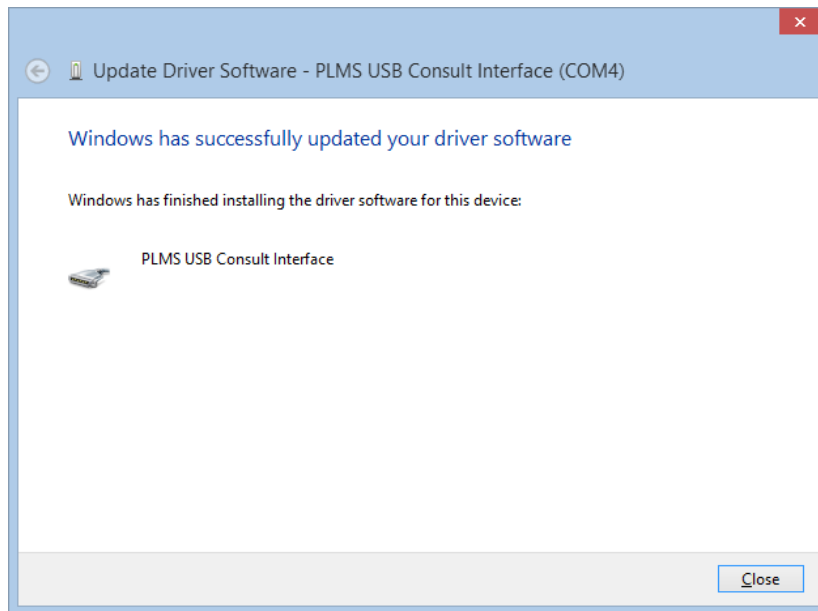 Update Driver Software - PLMS USB Consult Interface (COM4)
Windows has successfully updated your driver software
Windows has finished installing the driver software for this device:
PLMS USB Consult Interface
Close